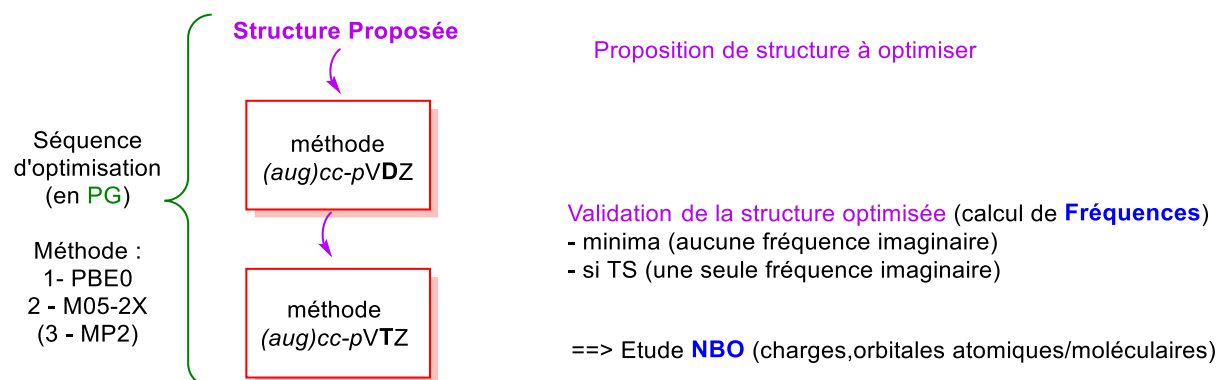 Structure Proposée
Proposition de structure à optimiser
Séquence
d'optimisation
(en PG)
Méthode :
1- PBE0
2 - M05-2X
(3 - MP2)
méthode
(aug)cc-pVDZ
méthode
(aug)cc-pVTZ
Validation de la structure optimisée (calcul de Fréquences)
- minima (aucune fréquence imaginaire)
- si TS (une seule fréquence imaginaire)
==> Etude NBO (charges,orbitales atomiques/moléculaires)